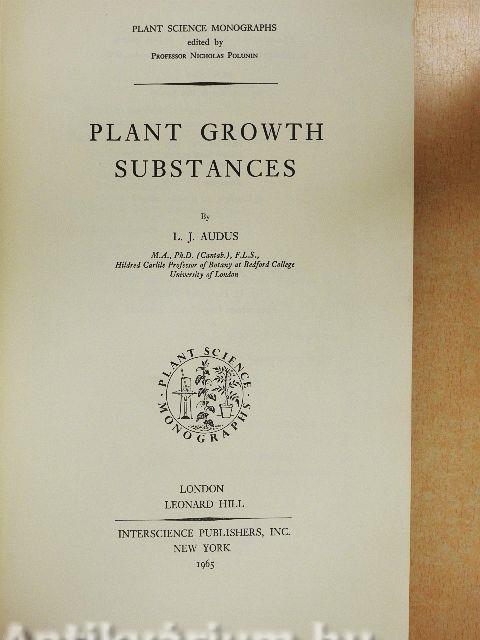 PLANT SCIENCE MONOGRAPHS
edited by
PROFESSOR NICHOLAS POLUNIN
PLANT GROWTH
SUBSTANCES
By
L. J. AUDUS
M.A., Ph.D. (Cantab.), F.L.S.,
Hildred Carlile Professor of Botany at Bedford College
University of London
· PLANT SCIENCE ·
MONOGRAPHS
LONDON
LEONARD HILL
INTERSCIENCE PUBLISHERS, INC.
NEW YORK
1965
Antikvárium.hu